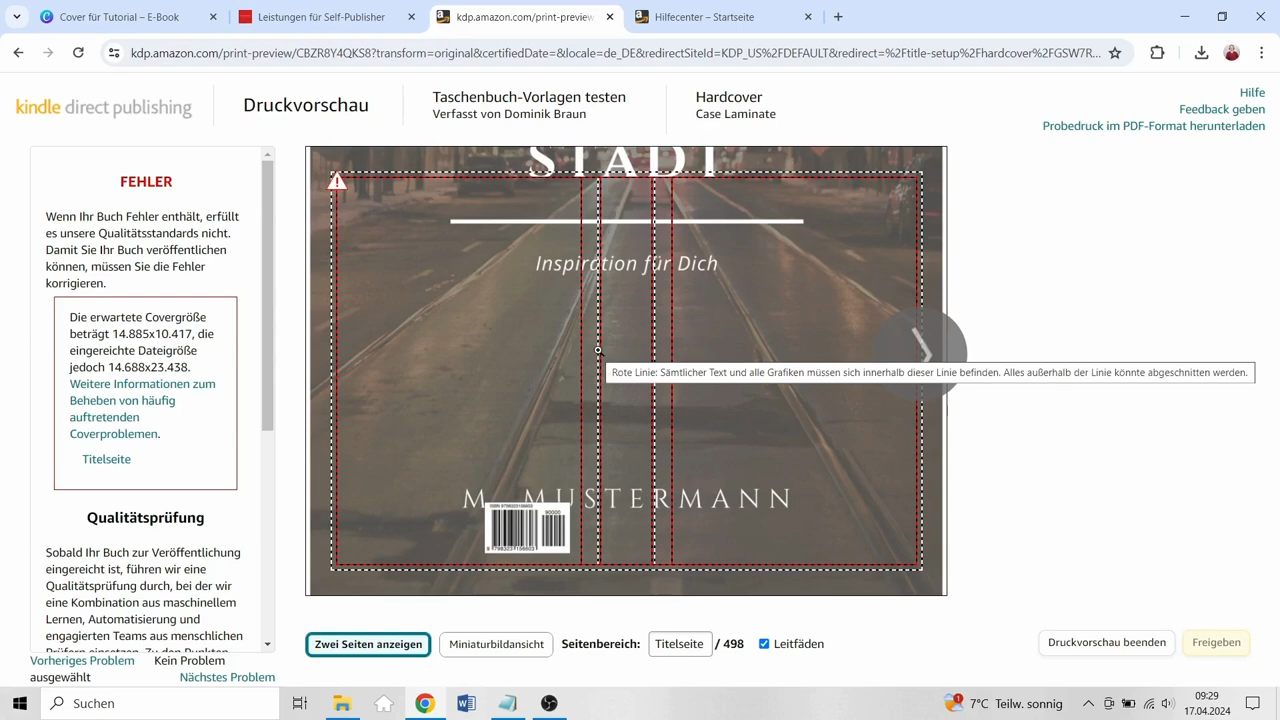 Cover für Tutorial – E-Book
Leistungen für Self-Publisher
kdp.amazon.com/print-preview
Hilfecenter – Startseite
kdp.amazon.com/print-preview/CBZR8Y4QKS8?transform=original&certifiedDate=&locale=de_DE&redirectSiteId=KDP_US%2FDEFAULT&redirect=%2Ftitle-setup%2Fhardcover%2FGSW7R...
kindle direct publishing
Druckvorschau
Taschenbuch-Vorlagen testen
Verfasst von Dominik Braun
Hardcover
Case Laminate
Hilfe
Feedback geben
Probedruck im PDF-Format herunterladen
FEHLER
Wenn Ihr Buch Fehler enthält, erfüllt
es unsere Qualitätsstandards nicht.
Damit Sie Ihr Buch veröffentlichen
können, müssen Sie die Fehler
korrigieren.
Die erwartete Covergröße
beträgt 14.885x10.417, die
eingereichte Dateigröße
jedoch 14.688x23.438.
Weitere Informationen zum
Beheben von häufig
auftretenden
Coverproblemen.
Titelseite
Qualitätsprüfung
Sobald Ihr Buch zur Veröffentlichung
eingereicht ist, führen wir eine
Qualitätsprüfung durch, bei der wir
eine Kombination aus maschinellem
Lernen, Automatisierung und
engagierten Teams aus menschlichen
Prüfern einsetzen. Zu den Punkten
Vorheriges Problem
Kein Problem
ausgewählt
Nächstes Problem
STADT
Inspiration für Dich
Rote Linie: Sämtlicher Text und alle Grafiken müssen sich innerhalb dieser Linie befinden. Alles außerhalb der Linie könnte abgeschnitten werden.
M. MUSTERMANN
90000
Zwei Seiten anzeigen
Miniaturbildansicht
Seitenbereich:
Titelseite
/ 498
Leitfäden
Druckvorschau beenden
Freigeben
Suchen
1
7°C Teilw. sonnig
09:29
17.04.2024